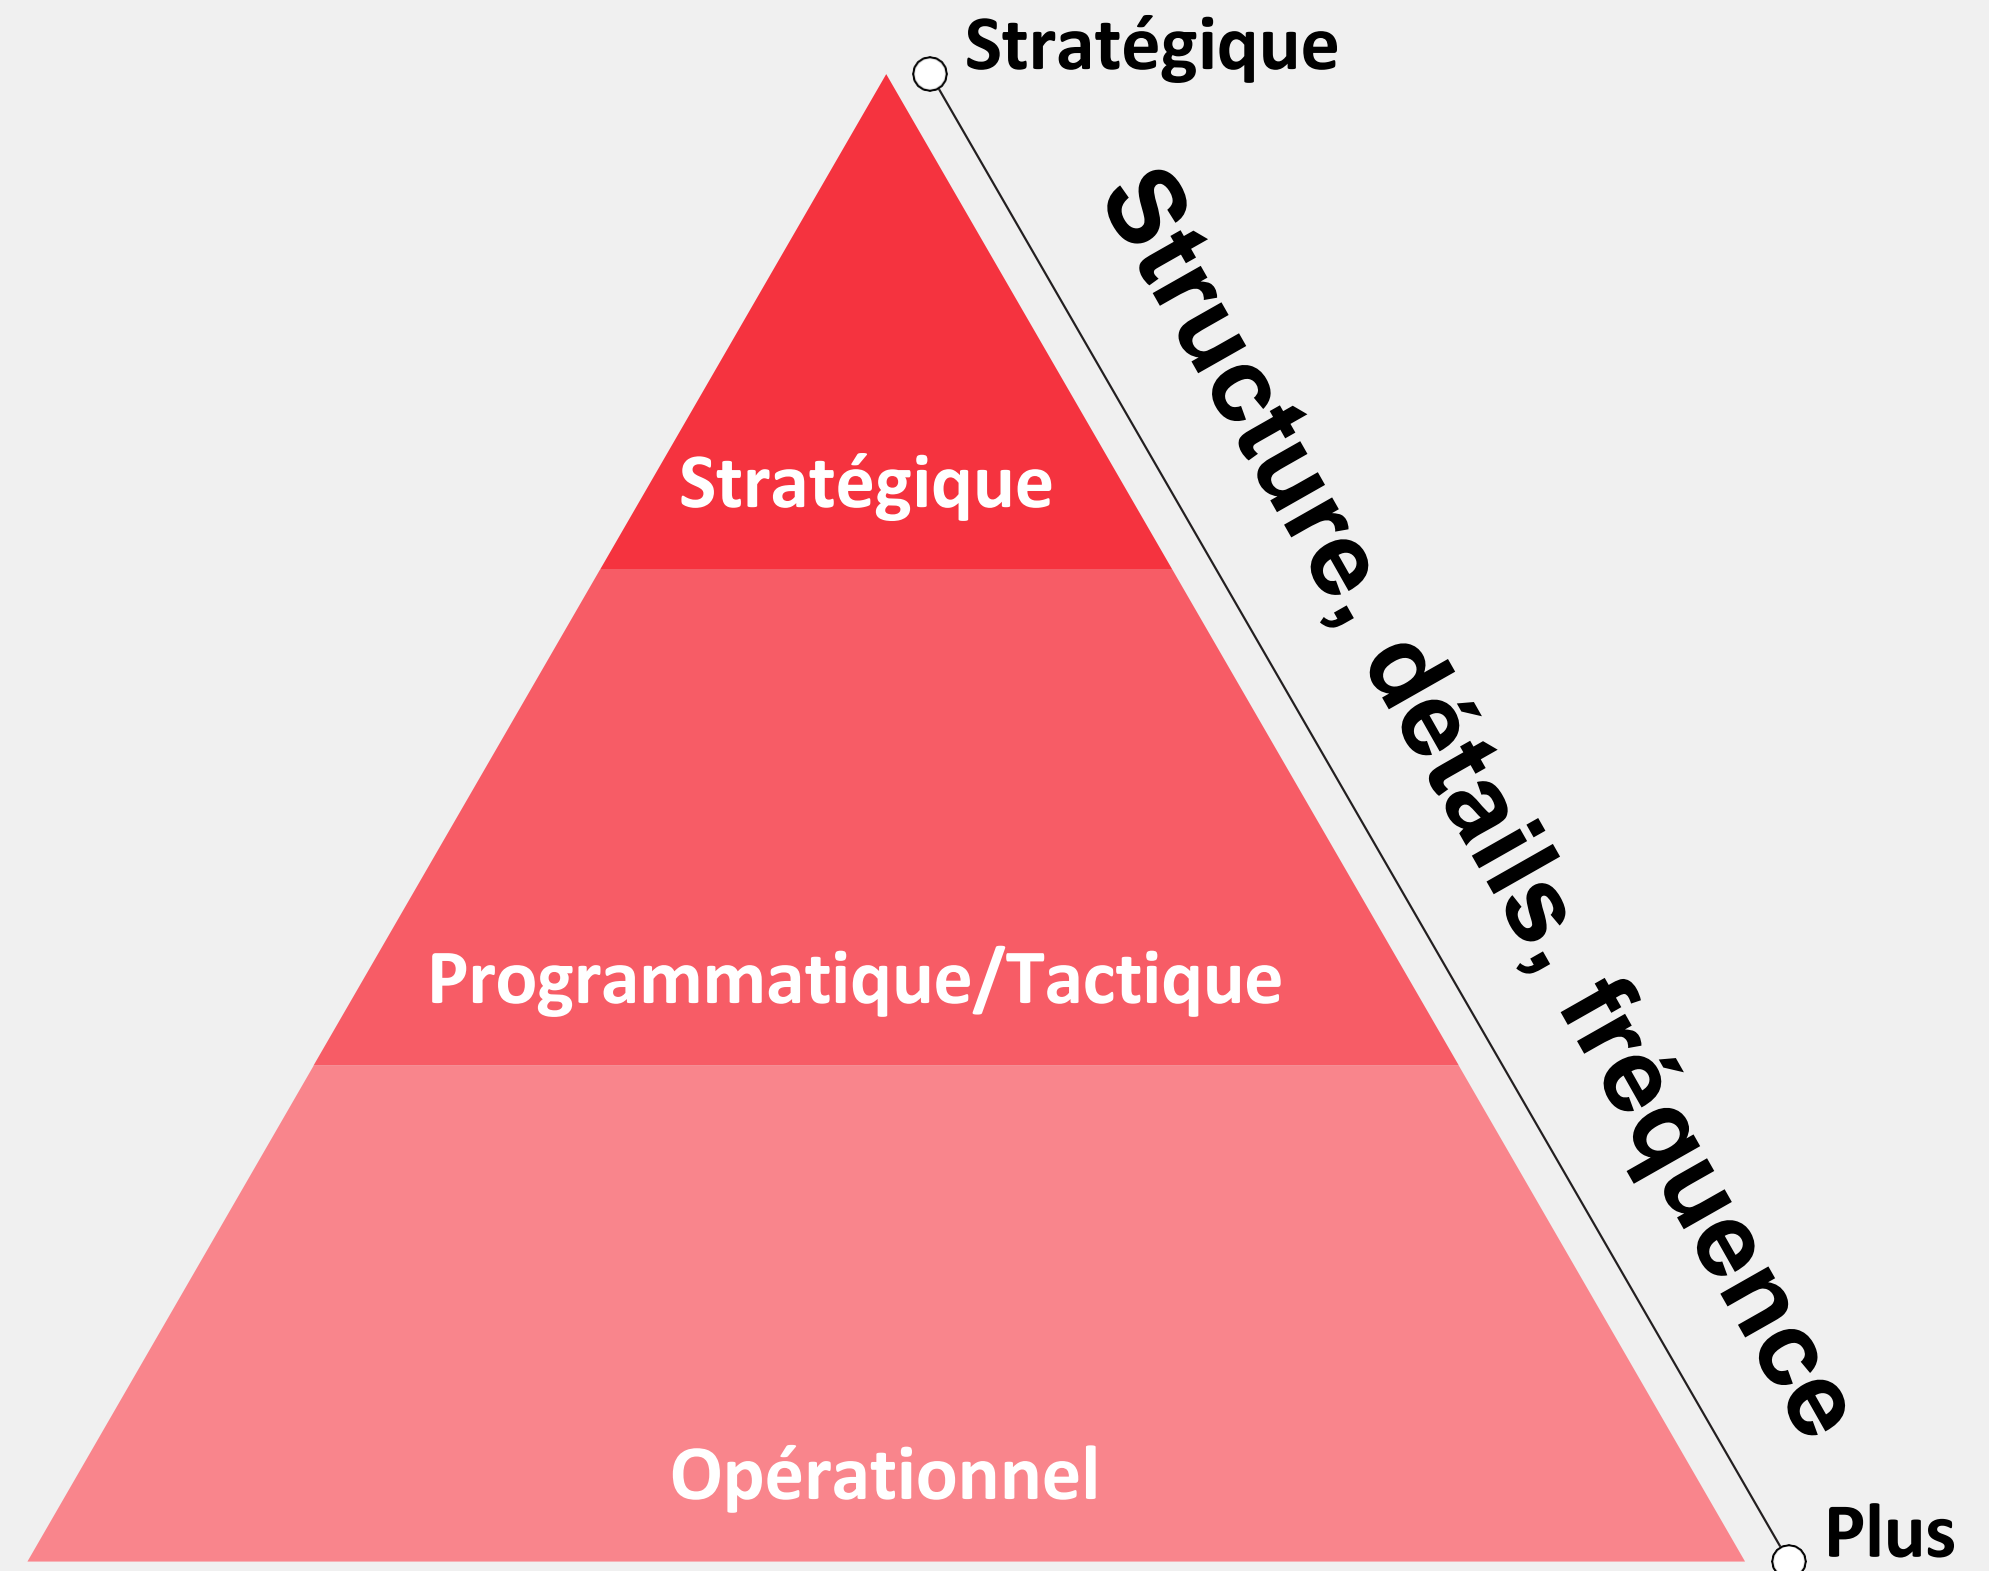 Stratégique
Structure, détails, fréquence
Stratégique
Programmatique/Tactique
Opérationnel
Plus